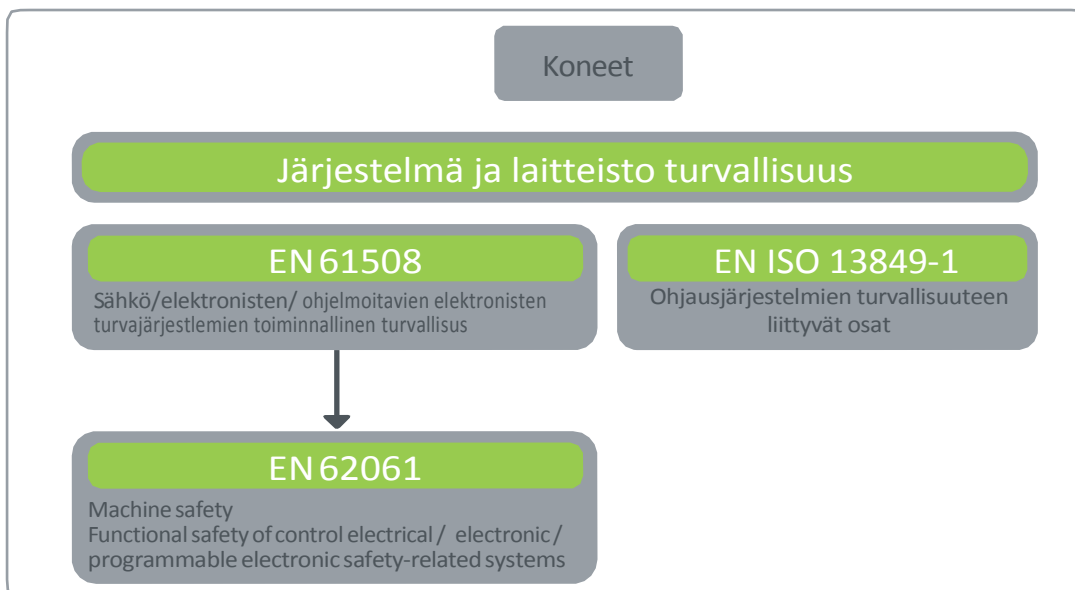 Koneet
Järjestelmä ja laitteisto turvallisuus
EN 61508
Sähkö/elektronisten/ ohjelmoitavien elektronisten
turvajärjestlemien toiminnallinen turvallisus
EN ISO 13849-1
Ohjausjärjestelmien turvallisuuteen
liittyvät osat
EN 62061
Machine safety
Functional safety of control electrical / electronic /
programmable electronic safety-related systems